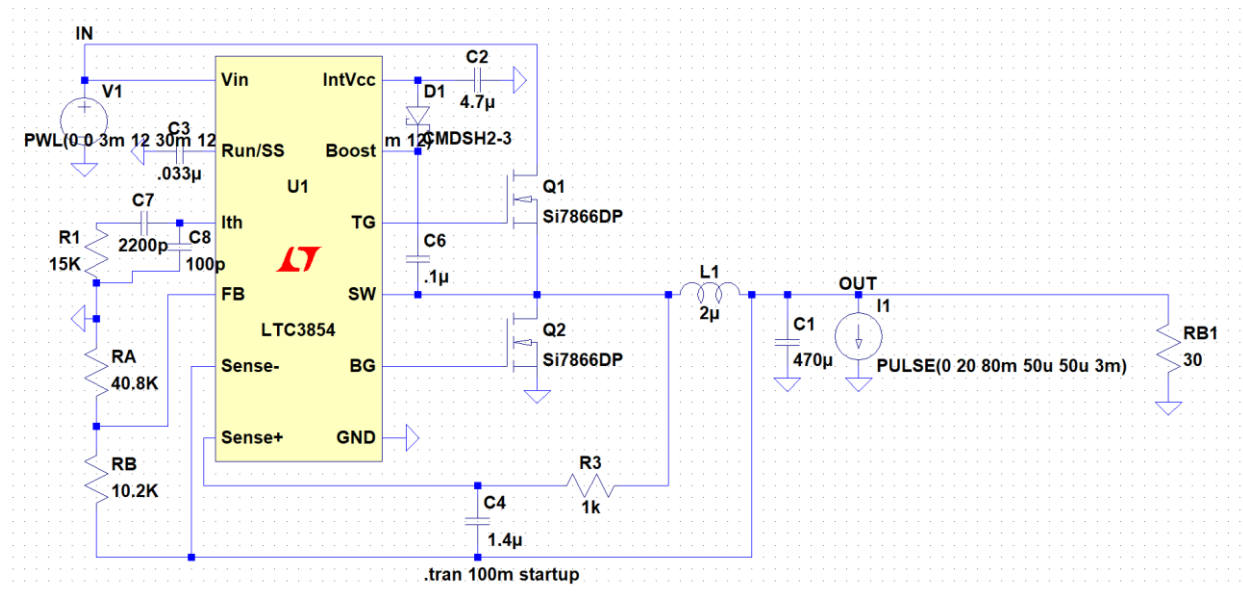 IN
C2
Vin
IntVcc
V1
D1
4.7µ
C3
PWL(0 0 3m 12 30m 12
m 12)
CMDSH2-3
Run/SS
Boost
.033µ
U1
Q1
C7
Si7866DP
Ith
TG
R1
2200p
C8
C6
15K
100p
.1µ
L1
FB
SW
OUT
2µ
I1
LTC3854
Q2
C1
RB1
RA
Si7866DP
470µ
30
40.8K
Sense-
BG
PULSE(0 20 80m 50u 50u 3m)
Sense+
GND
RB
R3
10.2K
C4
1k
1.4µ
.tran 100m startup